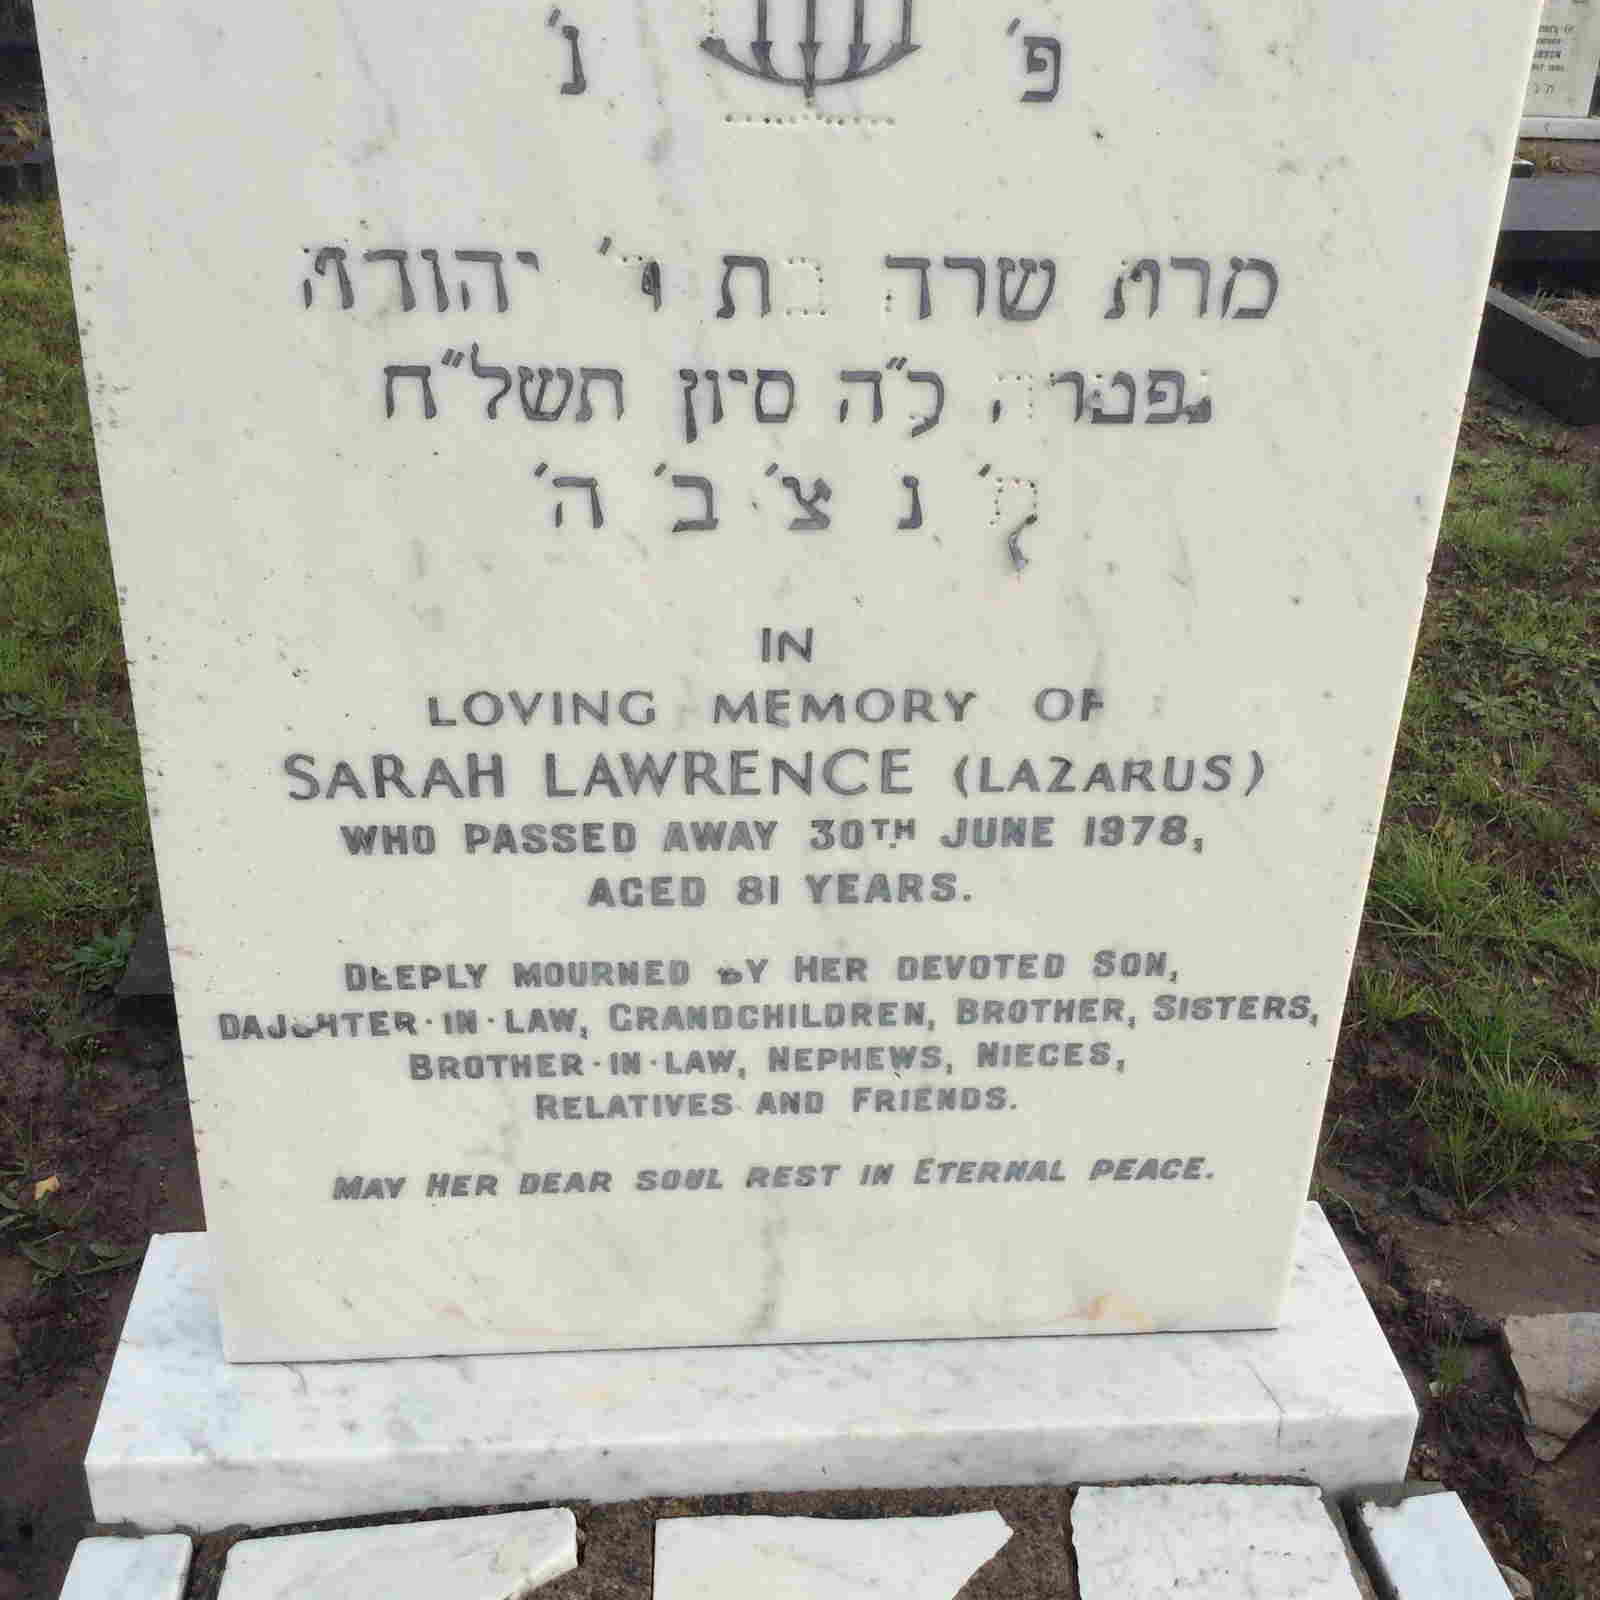 פ׳ נ׳
מרת שרה בת ר׳ יהודה
נפטרה כ״ה סיון תשל״ח
ת׳ נ צ׳ ב׳ ה׳
IN
LOVING MEMORY OF
SARAH LAWRENCE (LAZARUS)
WHO PASSED AWAY 30TH JUNE 1978,
AGED 81 YEARS.
DEEPLY MOURNED BY HER DEVOTED SON,
DAUGHTER·IN·LAW, GRANDCHILDREN, BROTHER, SISTERS,
BROTHER·IN·LAW, NEPHEWS, NIECES,
RELATIVES AND FRIENDS.
MAY HER DEAR SOUL REST IN ETERNAL PEACE.